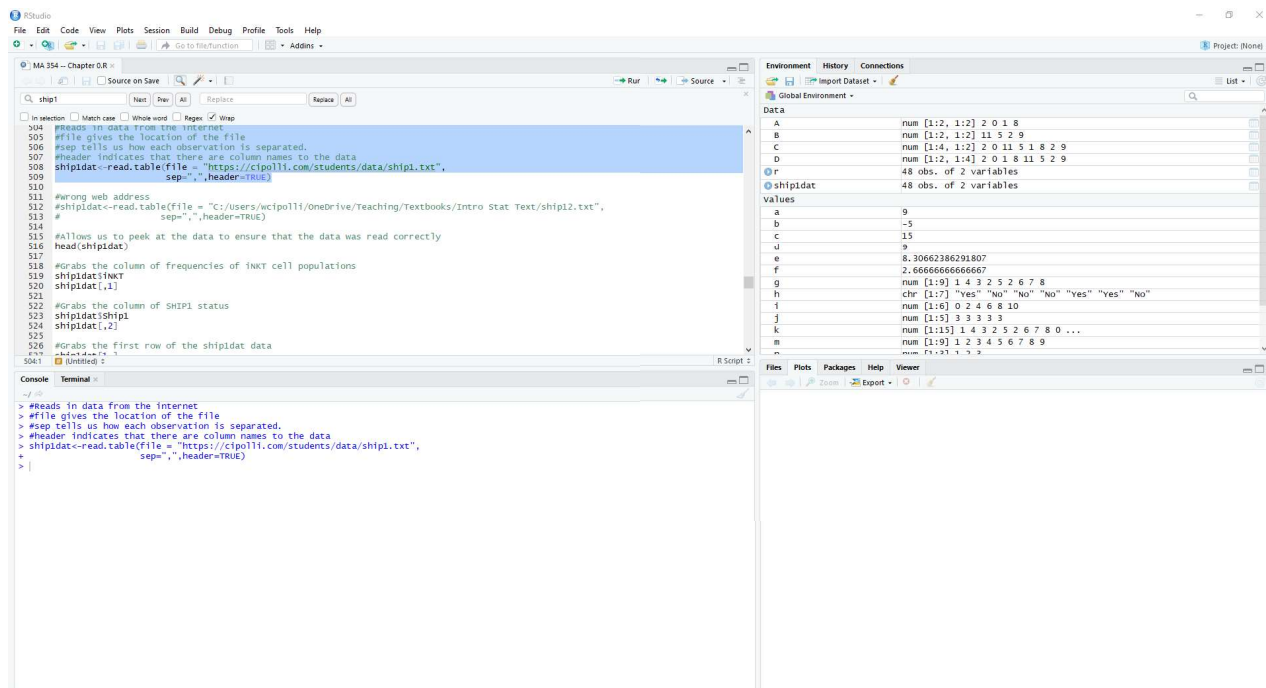 RStudio
File Edit Code View Plots Session Build Debug Profile Tools Help
Go to file/function Addins Project: (None)
MA 354 -- Chapter 0.R
Source on Save Run Source
ship1 Next Prev All Replace Replace All
In selection Match case Whole word Regex Wrap
504 #Reads in data from the internet
505 #file gives the location of the file
506 #sep tells us how each observation is separated.
507 #header indicates that there are column names to the data
508 ship1dat<-read.table(file = "https://cipolli.com/students/data/ship1.txt",
509 sep=",",header=TRUE)
510
511 #Wrong web address
512 #ship1dat<-read.table(file = "C:/Users/wcipolli/OneDrive/Teaching/Textbooks/Intro Stat Text/ship12.txt",
513 # sep=",",header=TRUE)
514
515 #Allows us to peek at the data to ensure that the data was read correctly
516 head(ship1dat)
517
518 #Grabs the column of frequencies of iNKT cell populations
519 ship1dat$iNKT
520 ship1dat[,1]
521
522 #Grabs the column of SHIP1 status
523 ship1dat$Ship1
524 ship1dat[,2]
525
526 #Grabs the first row of the ship1dat data
527 ship1dat[1,]
504:1 (Untitled) R Script
Console Terminal
~/
> #Reads in data from the internet
> #file gives the location of the file
> #sep tells us how each observation is separated.
> #header indicates that there are column names to the data
> ship1dat<-read.table(file = "https://cipolli.com/students/data/ship1.txt",
+ sep=",",header=TRUE)
>
Environment History Connections
Import Dataset List
Global Environment
Data
A num [1:2, 1:2] 2 0 1 8
B num [1:2, 1:2] 11 5 2 9
C num [1:4, 1:2] 2 0 11 5 1 8 2 9
D num [1:2, 1:4] 2 0 1 8 11 5 2 9
r 48 obs. of 2 variables
ship1dat 48 obs. of 2 variables
Values
a 9
b -5
c 15
d 9
e 8.30662386291807
f 2.66666666666667
g num [1:9] 1 4 3 2 5 2 6 7 8
h chr [1:7] "Yes" "No" "No" "No" "Yes" "Yes" "No"
i num [1:6] 0 2 4 6 8 10
j num [1:5] 3 3 3 3 3
k num [1:15] 1 4 3 2 5 2 6 7 8 0 ...
m num [1:9] 1 2 3 4 5 6 7 8 9
n num [1:3] 1 2 3
Files Plots Packages Help Viewer
Zoom Export